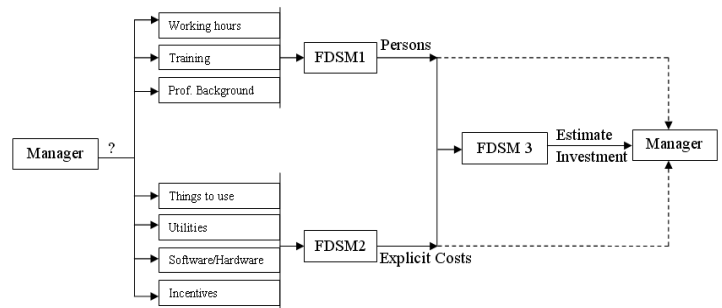 Working hours
Training
Prof. Background
FDSM1
Persons
Manager
?
FDSM 3
Estimate
Investment
Manager
Things to use
Utilities
Software/Hardware
Incentives
FDSM2
Explicit Costs